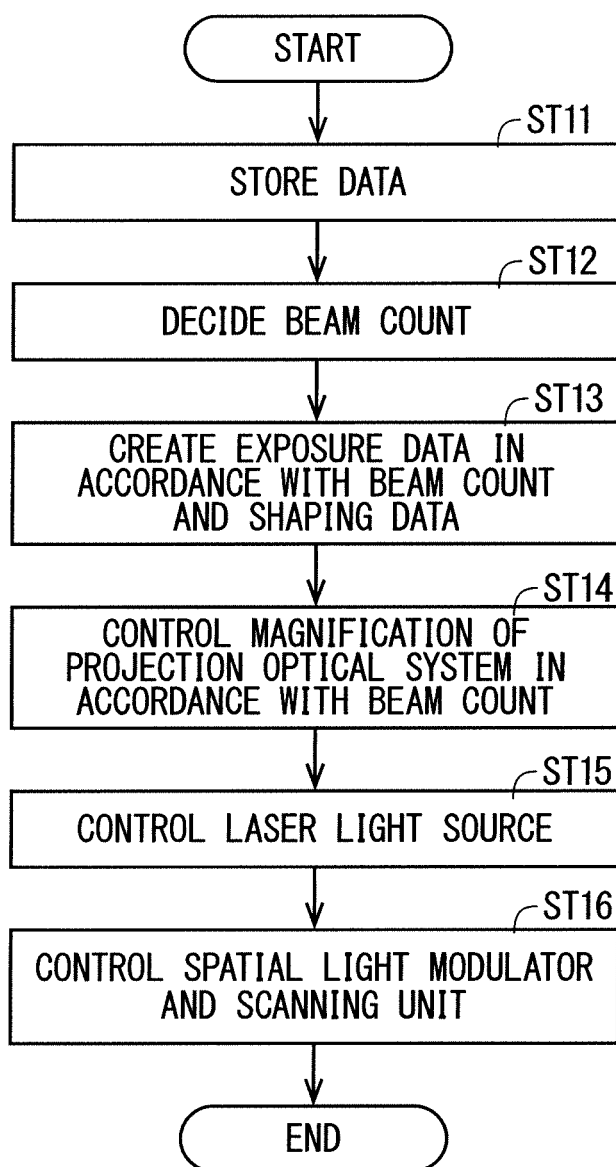 START
ST11
STORE DATA
ST12
DECIDE BEAM COUNT
ST13
CREATE EXPOSURE DATA IN
ACCORDANCE WITH BEAM COUNT
AND SHAPING DATA
ST14
CONTROL MAGNIFICATION OF
PROJECTION OPTICAL SYSTEM IN
ACCORDANCE WITH BEAM COUNT
ST15
CONTROL LASER LIGHT SOURCE
ST16
CONTROL SPATIAL LIGHT MODULATOR
AND SCANNING UNIT
END